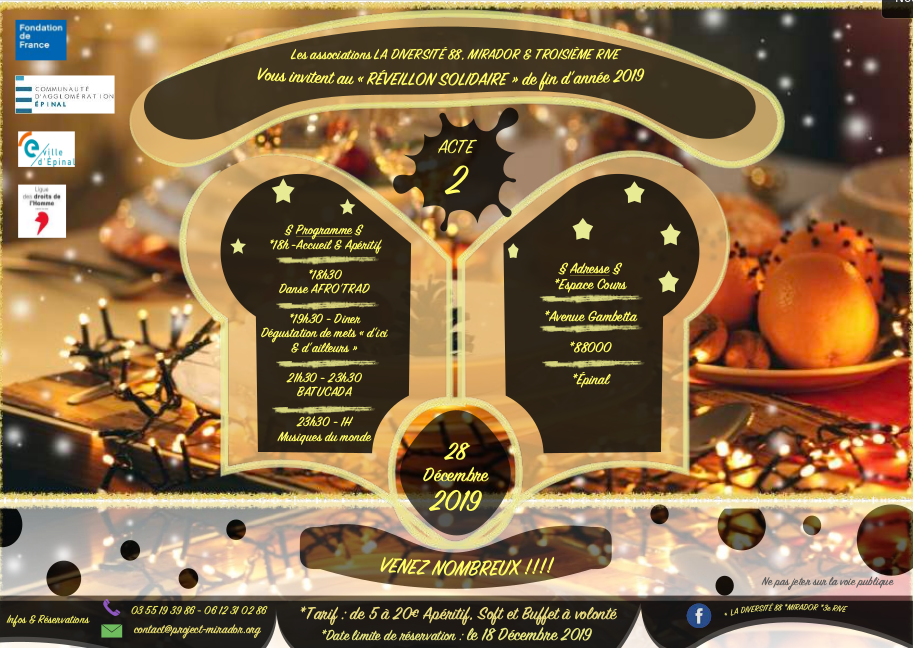 Fondation
de
France
COMMUNAUTÉ
D'AGGLOMÉRATION
ÉPINAL
ville
d'Épinal
Ligue
des droits de
l'Homme
Les associations LA DIVERSITÉ 88, MIRADOR & TROISIÈME RIVE
Vous invitent au « RÉVEILLON SOLIDAIRE » de fin d'année 2019
ACTE
2
§ Programme §
*18h -Accueil & Apéritif
*18h30
Danse AFRO'TRAD
*19h30 - Diner
Dégustation de mets « d'ici
& d'ailleurs »
21h30 - 23h30
BATUCADA
23h30 - 1H
Musiques du monde
§ Adresse §
*Espace Cours
*Avenue Gambetta
*88000
*Épinal
28
Décembre
2019
VENEZ NOMBREUX !!!!
Ne pas jeter sur la voie publique
Infos & Réservations
03 55 19 39 86 - 06 12 31 02 86
contact@project-mirador.org
*Tarif : de 5 à 20€ Apéritif, Soft et Buffet à volonté
*Date limite de réservation : le 18 Décembre 2019
* LA DIVERSITÉ 88 *MIRADOR *3e RIVE